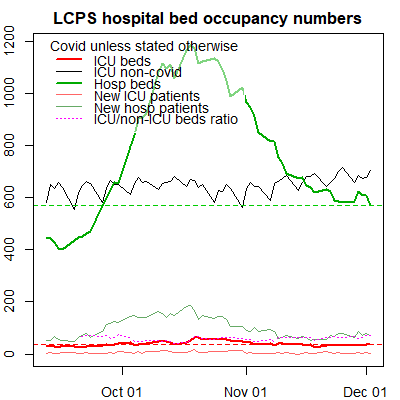 LCPS hospital bed occupancy numbers
Covid unless stated otherwise
ICU beds
ICU non-covid
Hosp beds
New ICU patients
New hosp patients
ICU/non-ICU beds ratio
1200
1000
800
600
400
200
0
Oct 01
Nov 01
Dec 01